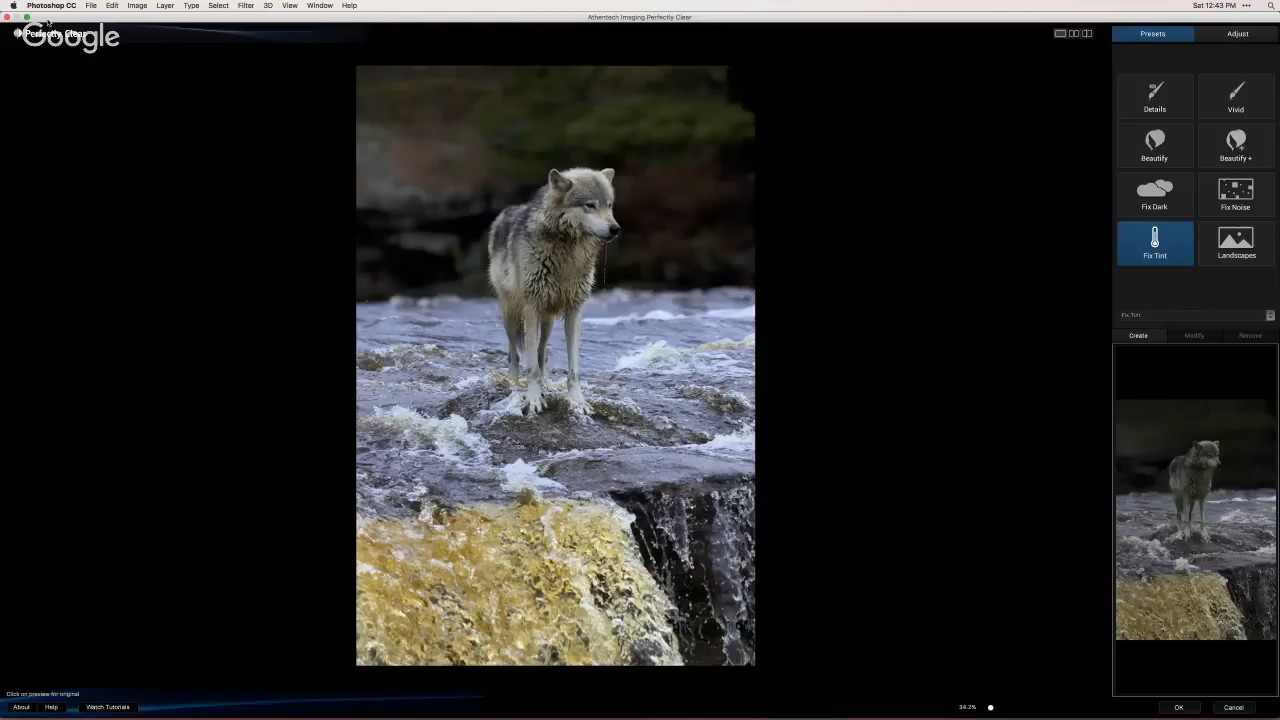 Photoshop CC File Edit Image Layer Type Select Filter 3D View Window Help Sat 12:43 PM
Athentech Imaging Perfectly Clear
Perfectly Clear
Google
Presets Adjust
Details Vivid
Beautify Beautify +
Fix Dark Fix Noise
Fix Tint Landscapes
Fix Tint
Create Modify Remove
Click on preview for original
About Help Watch Tutorials 34.2% OK Cancel